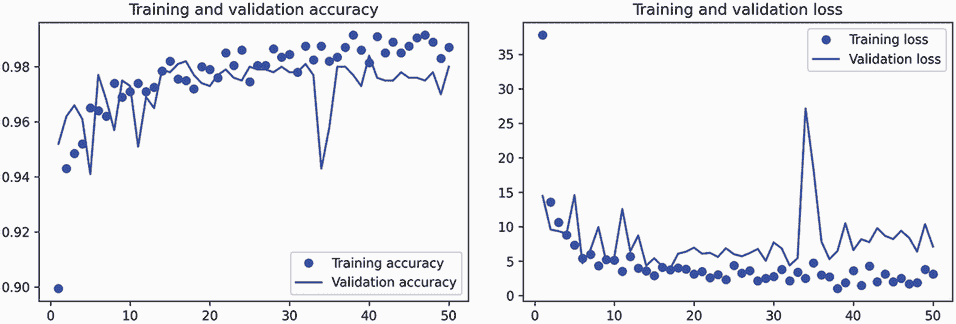 Training and validation accuracy
0.98
0.96
0.94
0.92
0.90
Training accuracy
Validation accuracy
0 10 20 30 40 50
Training and validation loss
35
30
25
20
15
10
5
0
Training loss
Validation loss
0 10 20 30 40 50